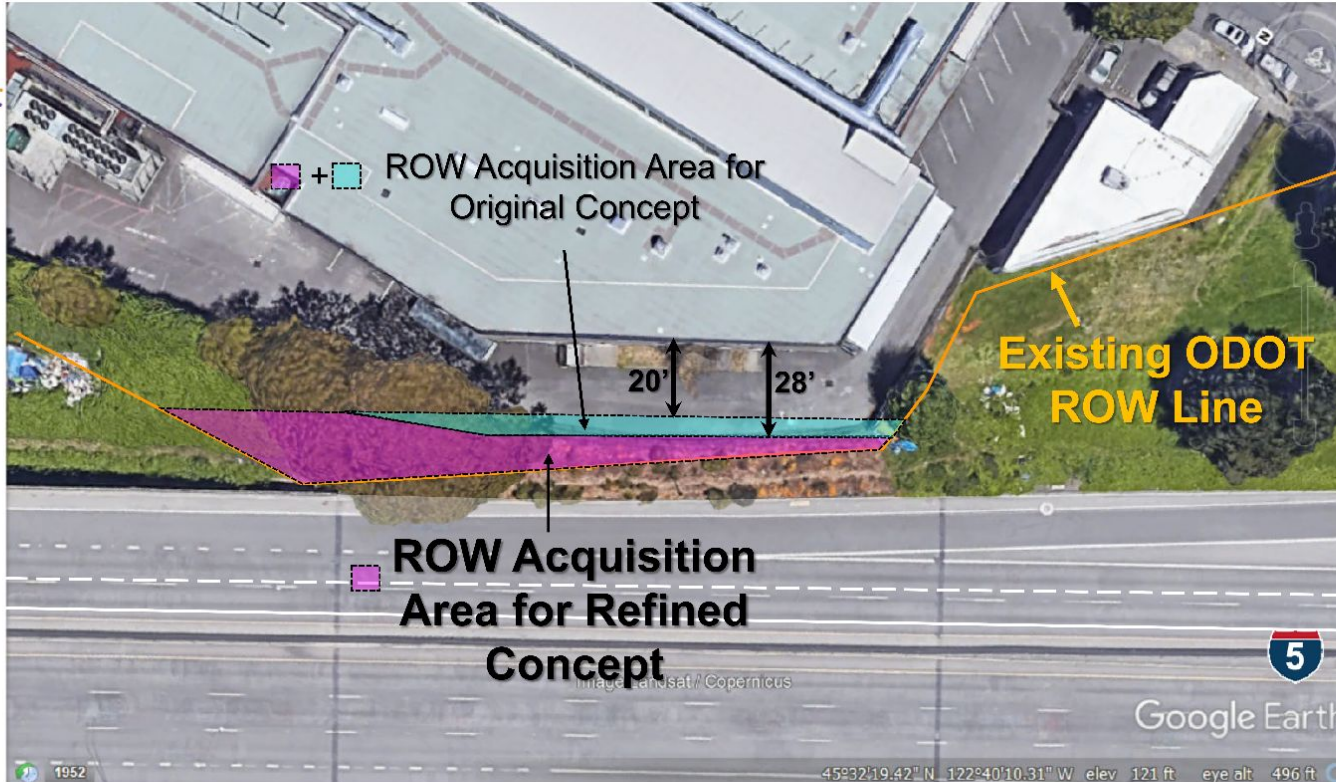 +
ROW Acquisition Area for
Original Concept
20’
28’
Existing ODOT
ROW Line
ROW Acquisition
Area for Refined
Concept
5
Image Landsat / Copernicus
Google Earth
N
1952
45°32'19.42" N 122°40'10.31" W elev 121 ft eye alt 496 ft